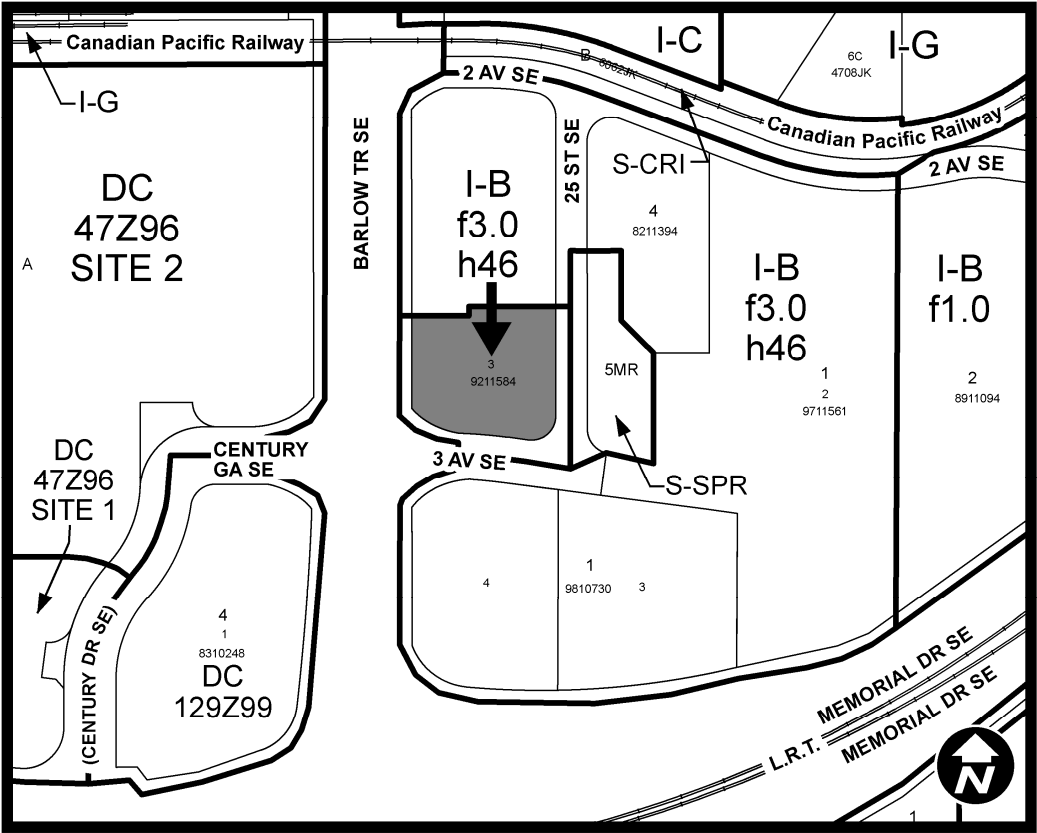 Canadian Pacific Railway
I-G
I-C
I-G
B
6062JK
6C
4708JK
2 AV SE
Canadian Pacific Railway
S-CRI
2 AV SE
BARLOW TR SE
25 ST SE
DC
47Z96
SITE 2
A
I-B
f3.0
h46
4
8211394
I-B
f3.0
h46
I-B
f1.0
3
9211584
5MR
1
2
9711561
2
8911094
CENTURY
GA SE
3 AV SE
S-SPR
DC
47Z96
SITE 1
(CENTURY DR SE)
4
1
8310248
DC
129Z99
4
1
9810730
3
MEMORIAL DR SE
L.R.T.
MEMORIAL DR SE
N
1